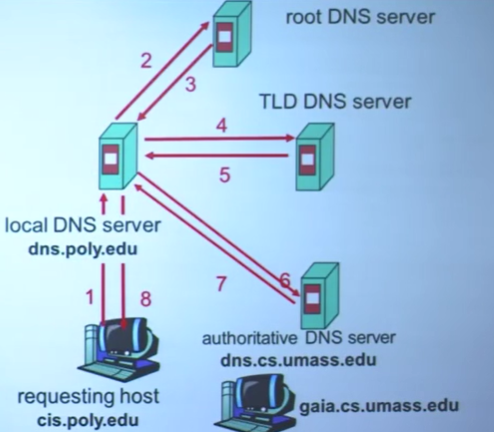 root DNS server
2
3
TLD DNS server
4
5
local DNS server
dns.poly.edu
6
7
1
8
authoritative DNS server
dns.cs.umass.edu
requesting host
cis.poly.edu
gaia.cs.umass.edu